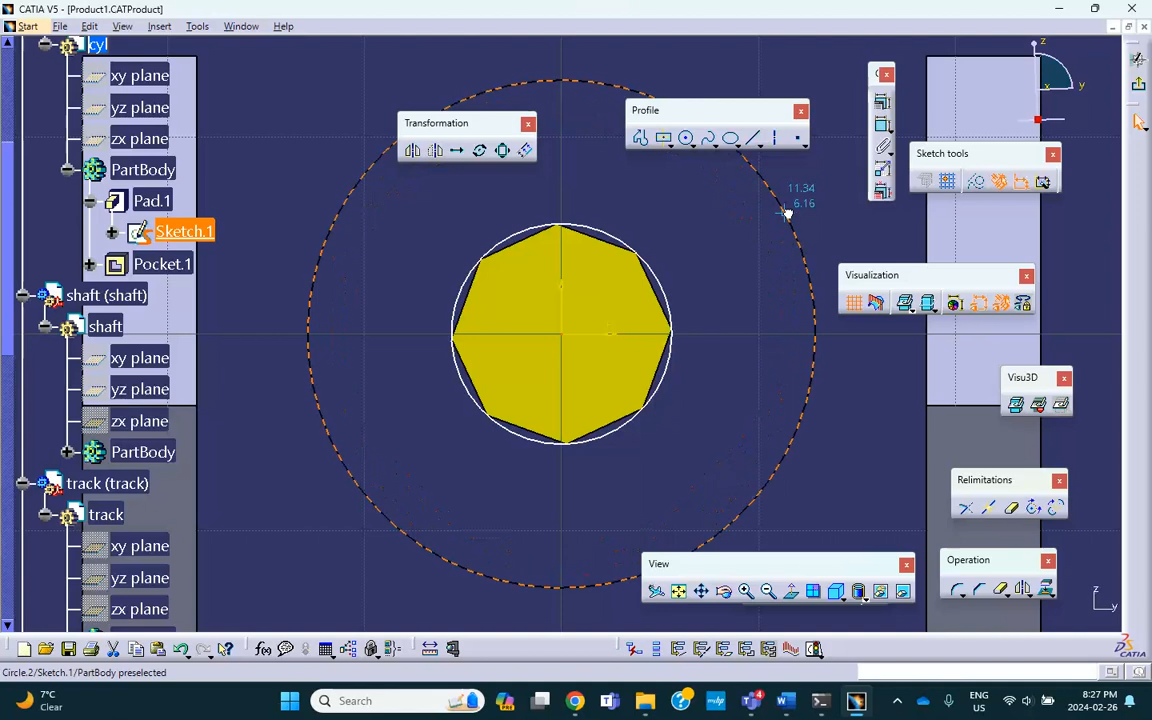 CATIA V5 - [Product1.CATProduct]
Start File Edit View Insert Tools Window Help
cyl
xy plane
yz plane
zx plane
PartBody
Pad.1
Sketch.1
Pocket.1
shaft (shaft)
shaft
xy plane
yz plane
zx plane
PartBody
track (track)
track
xy plane
yz plane
zx plane
Transformation
Profile
11.34
6.16
z
y
x
Sketch tools
Visualization
Visu3D
Relimitations
View
Operation
z
y
CATIA
Circle.2/Sketch.1/PartBody preselected
7°C
Clear
Search
4
ENG
US
8:27 PM
2024-02-26